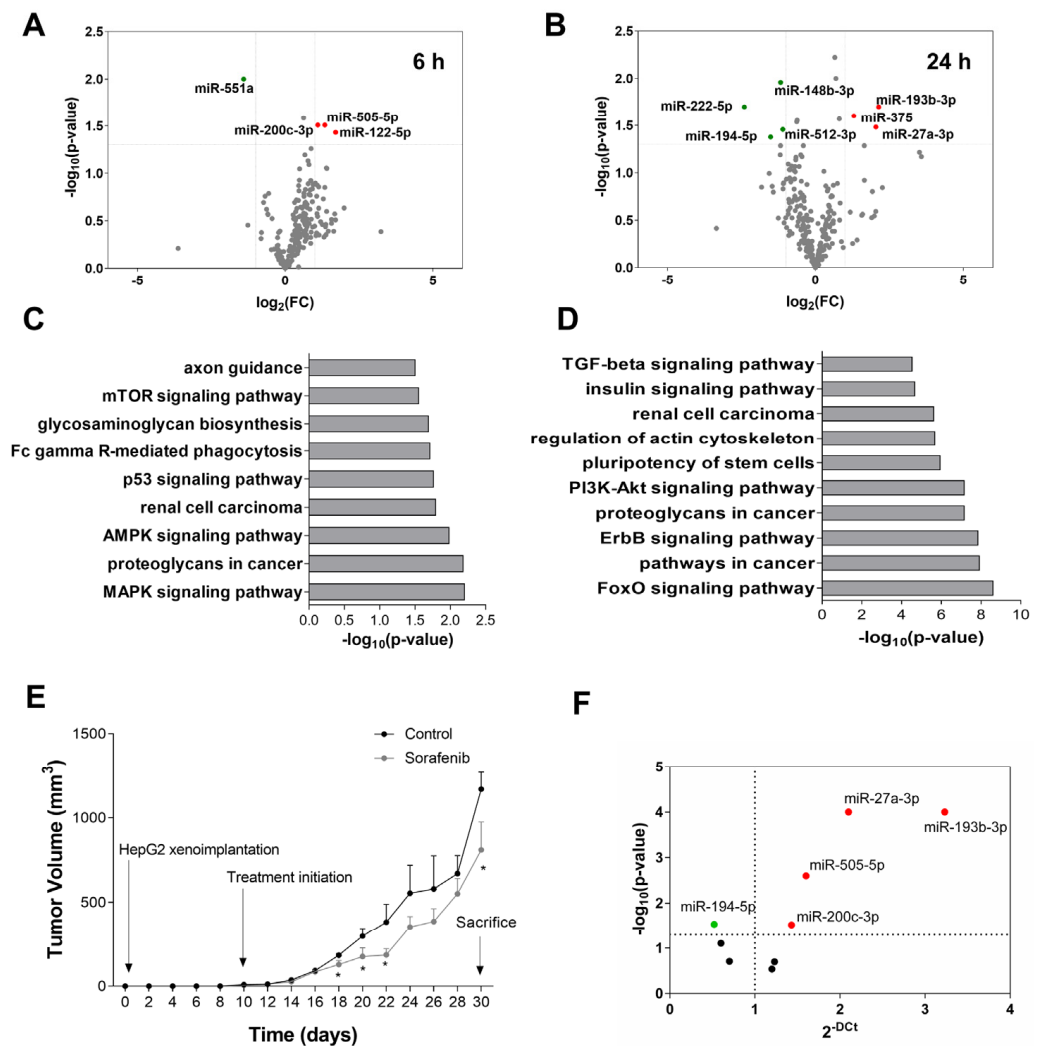 A
6 h
2.5
2.0
1.5
1.0
0.5
0.0
-log10(p-value)
miR-551a
miR-505-5p
miR-200c-3p
miR-122-5p
-5
0
5
log2(FC)
B
24 h
2.5
2.0
1.5
1.0
0.5
0.0
-log10(p-value)
miR-148b-3p
miR-222-5p
miR-193b-3p
miR-375
miR-194-5p
miR-512-3p
miR-27a-3p
-5
0
5
log2(FC)
C
axon guidance
mTOR signaling pathway
glycosaminoglycan biosynthesis
Fc gamma R-mediated phagocytosis
p53 signaling pathway
renal cell carcinoma
AMPK signaling pathway
proteoglycans in cancer
MAPK signaling pathway
0.0 0.5 1.0 1.5 2.0 2.5
-log10(p-value)
D
TGF-beta signaling pathway
insulin signaling pathway
renal cell carcinoma
regulation of actin cytoskeleton
pluripotency of stem cells
PI3K-Akt signaling pathway
proteoglycans in cancer
ErbB signaling pathway
pathways in cancer
FoxO signaling pathway
0 2 4 6 8 10
-log10(p-value)
E
Control
Sorafenib
1500
1000
500
0
Tumor Volume (mm3)
HepG2 xenoimplantation
Treatment initiation
Sacrifice
* * * *
0 2 4 6 8 10 12 14 16 18 20 22 24 26 28 30
Time (days)
F
5
4
3
2
1
0
-log10(p-value)
miR-27a-3p
miR-193b-3p
miR-505-5p
miR-194-5p
miR-200c-3p
0 1 2 3 4
2-DCt